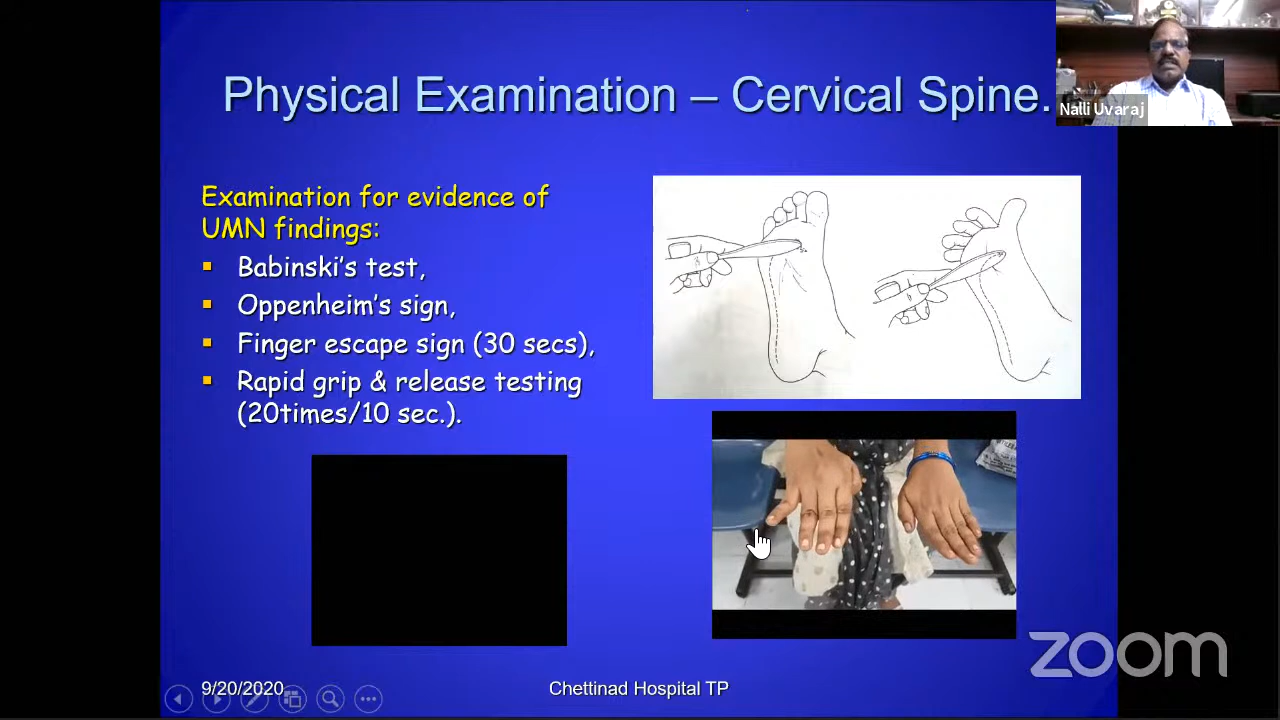 Physical Examination – Cervical Spine.
Nalli Uvaraj
Examination for evidence of
UMN findings:
▪ Babinski's test,
▪ Oppenheim's sign,
▪ Finger escape sign (30 secs),
▪ Rapid grip & release testing
(20times/10 sec.).
9/20/2020
Chettinad Hospital TP
zoom